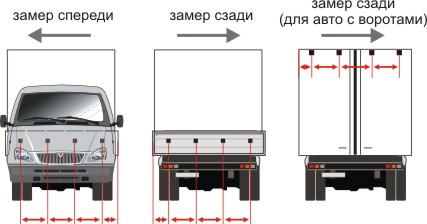 замер спереди
замер сзади
замер сзади
(для авто с воротами)